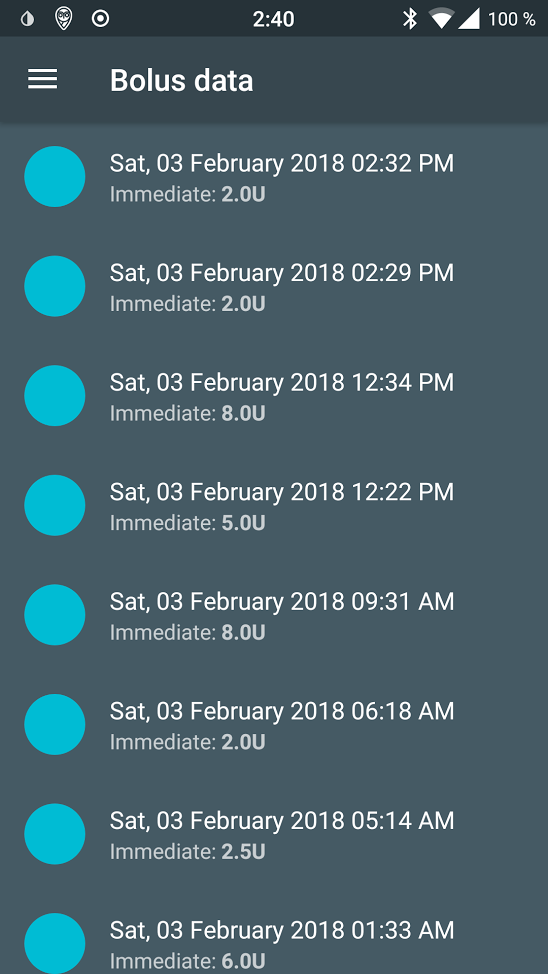 2:40
100 %
Bolus data
Sat, 03 February 2018 02:32 PM
Immediate: 2.0U
Sat, 03 February 2018 02:29 PM
Immediate: 2.0U
Sat, 03 February 2018 12:34 PM
Immediate: 8.0U
Sat, 03 February 2018 12:22 PM
Immediate: 5.0U
Sat, 03 February 2018 09:31 AM
Immediate: 8.0U
Sat, 03 February 2018 06:18 AM
Immediate: 2.0U
Sat, 03 February 2018 05:14 AM
Immediate: 2.5U
Sat, 03 February 2018 01:33 AM
Immediate: 6.0U